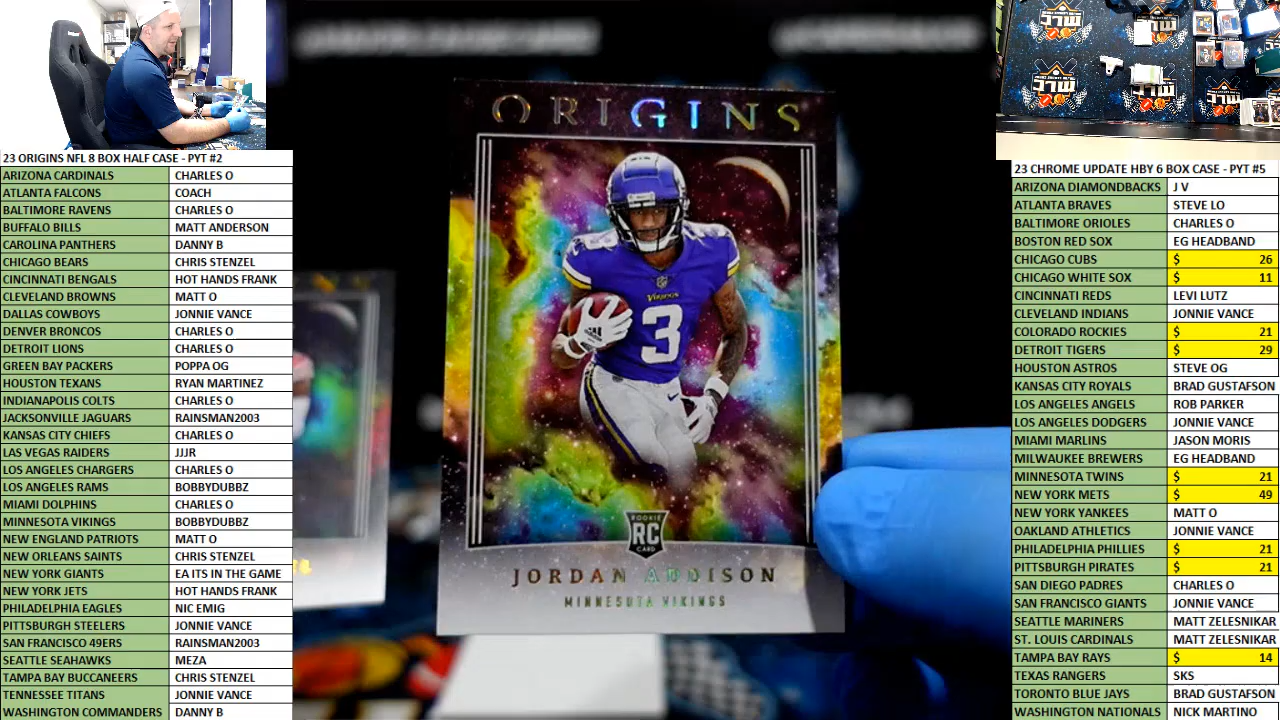 23 ORIGINS NFL 8 BOX HALF CASE - PYT #2
ARIZONA CARDINALS CHARLES O
ATLANTA FALCONS COACH
BALTIMORE RAVENS CHARLES O
BUFFALO BILLS MATT ANDERSON
CAROLINA PANTHERS DANNY B
CHICAGO BEARS CHRIS STENZEL
CINCINNATI BENGALS HOT HANDS FRANK
CLEVELAND BROWNS MATT O
DALLAS COWBOYS JONNIE VANCE
DENVER BRONCOS CHARLES O
DETROIT LIONS CHARLES O
GREEN BAY PACKERS POPPA OG
HOUSTON TEXANS RYAN MARTINEZ
INDIANAPOLIS COLTS CHARLES O
JACKSONVILLE JAGUARS RAINSMAN2003
KANSAS CITY CHIEFS CHARLES O
LAS VEGAS RAIDERS JJJR
LOS ANGELES CHARGERS CHARLES O
LOS ANGELES RAMS BOBBYDUBBZ
MIAMI DOLPHINS CHARLES O
MINNESOTA VIKINGS BOBBYDUBBZ
NEW ENGLAND PATRIOTS MATT O
NEW ORLEANS SAINTS CHRIS STENZEL
NEW YORK GIANTS EA ITS IN THE GAME
NEW YORK JETS HOT HANDS FRANK
PHILADELPHIA EAGLES NIC EMIG
PITTSBURGH STEELERS JONNIE VANCE
SAN FRANCISCO 49ERS RAINSMAN2003
SEATTLE SEAHAWKS MEZA
TAMPA BAY BUCCANEERS CHRIS STENZEL
TENNESSEE TITANS JONNIE VANCE
WASHINGTON COMMANDERS DANNY B
ORIGINS
VIKINGS
3
ROOKIE
RC
CARD
JORDAN ADDISON
MINNESOTA VIKINGS
23 CHROME UPDATE HBY 6 BOX CASE - PYT #5
ARIZONA DIAMONDBACKS J V
ATLANTA BRAVES STEVE LO
BALTIMORE ORIOLES CHARLES O
BOSTON RED SOX EG HEADBAND
CHICAGO CUBS $ 26
CHICAGO WHITE SOX $ 11
CINCINNATI REDS LEVI LUTZ
CLEVELAND INDIANS JONNIE VANCE
COLORADO ROCKIES $ 21
DETROIT TIGERS $ 29
HOUSTON ASTROS STEVE OG
KANSAS CITY ROYALS BRAD GUSTAFSON
LOS ANGELES ANGELS ROB PARKER
LOS ANGELES DODGERS JONNIE VANCE
MIAMI MARLINS JASON MORIS
MILWAUKEE BREWERS EG HEADBAND
MINNESOTA TWINS $ 21
NEW YORK METS $ 49
NEW YORK YANKEES MATT O
OAKLAND ATHLETICS JONNIE VANCE
PHILADELPHIA PHILLIES $ 21
PITTSBURGH PIRATES $ 21
SAN DIEGO PADRES CHARLES O
SAN FRANCISCO GIANTS JONNIE VANCE
SEATTLE MARINERS MATT ZELESNIKAR
ST. LOUIS CARDINALS MATT ZELESNIKAR
TAMPA BAY RAYS $ 14
TEXAS RANGERS SKS
TORONTO BLUE JAYS BRAD GUSTAFSON
WASHINGTON NATIONALS NICK MARTINO